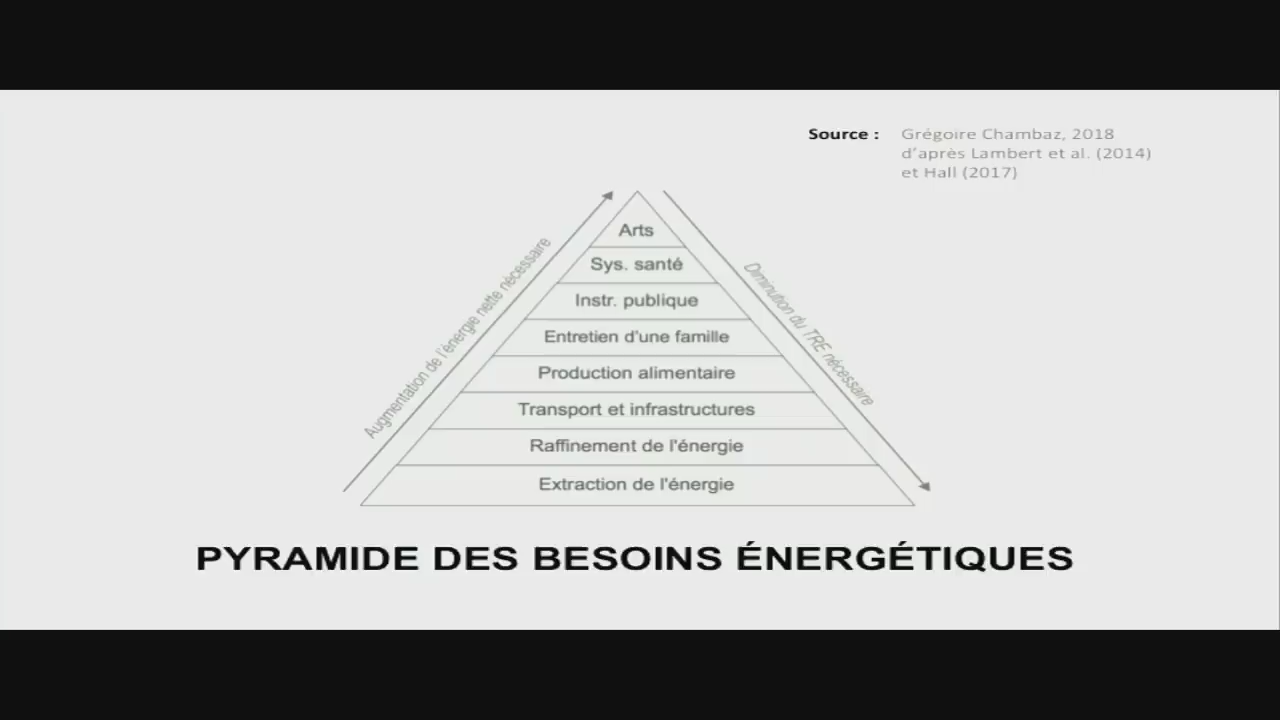 Source : Grégoire Chambaz, 2018
d'après Lambert et al. (2014)
et Hall (2017)
Augmentation de l'énergie nette nécessaire
Diminution du TRE nécessaire
Arts
Sys. santé
Instr. publique
Entretien d'une famille
Production alimentaire
Transport et infrastructures
Raffinement de l'énergie
Extraction de l'énergie
PYRAMIDE DES BESOINS ÉNERGÉTIQUES